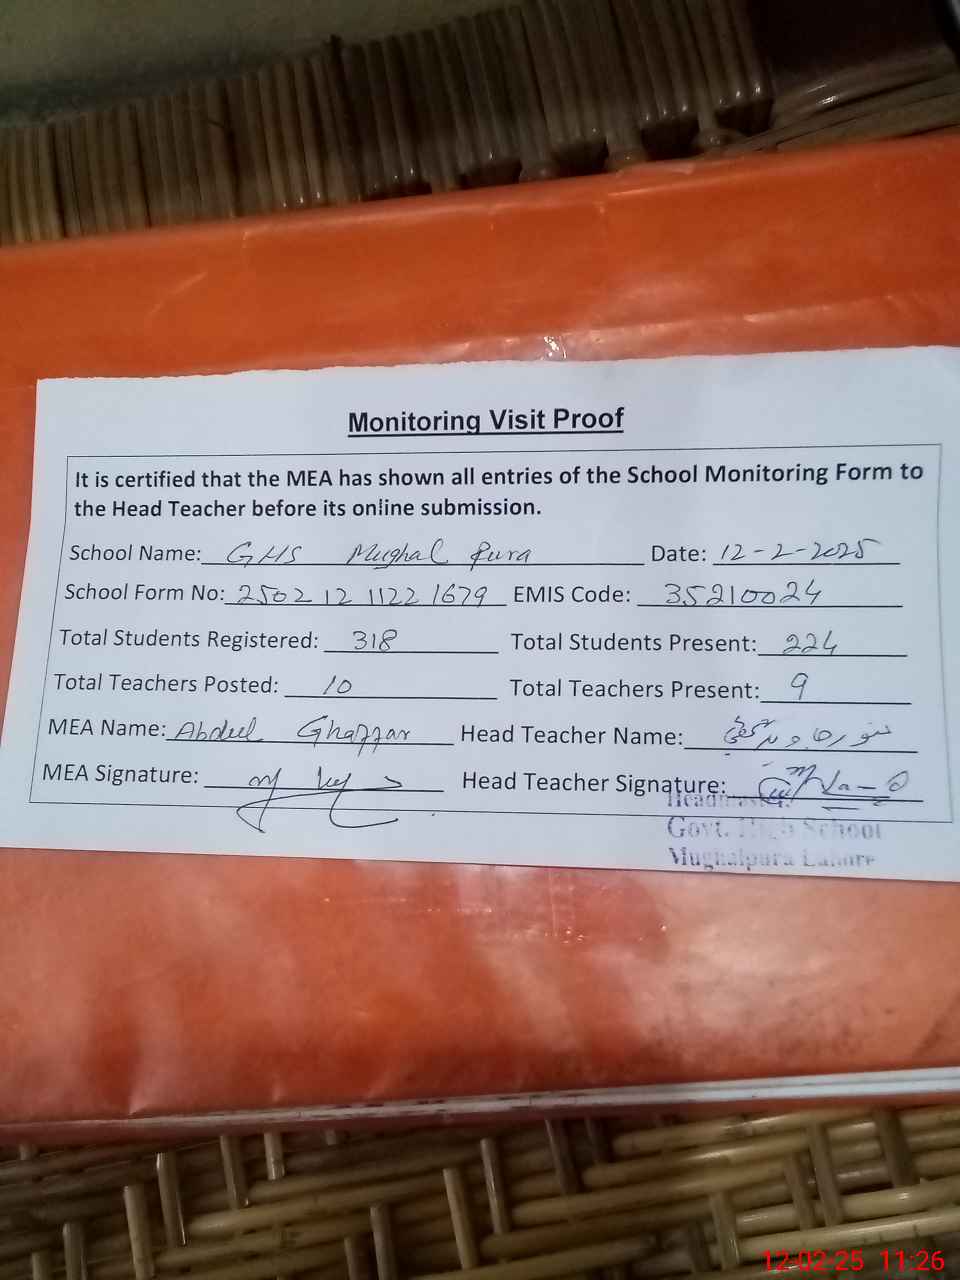 Monitoring Visit Proof
It is certified that the MEA has shown all entries of the School Monitoring Form to
the Head Teacher before its online submission.
School Name: GHS Mughal Pura Date: 12-2-2025
School Form No: 2502 12 1122 1679 EMIS Code: 35210024
Total Students Registered: 318 Total Students Present: 224
Total Teachers Posted: 10 Total Teachers Present: 9
MEA Name: Abdul Ghaffar Head Teacher Name:
MEA Signature: Head Teacher Signature:
Headmaster
Govt. High School
Mughalpura Lahore
12-02-25 11:26